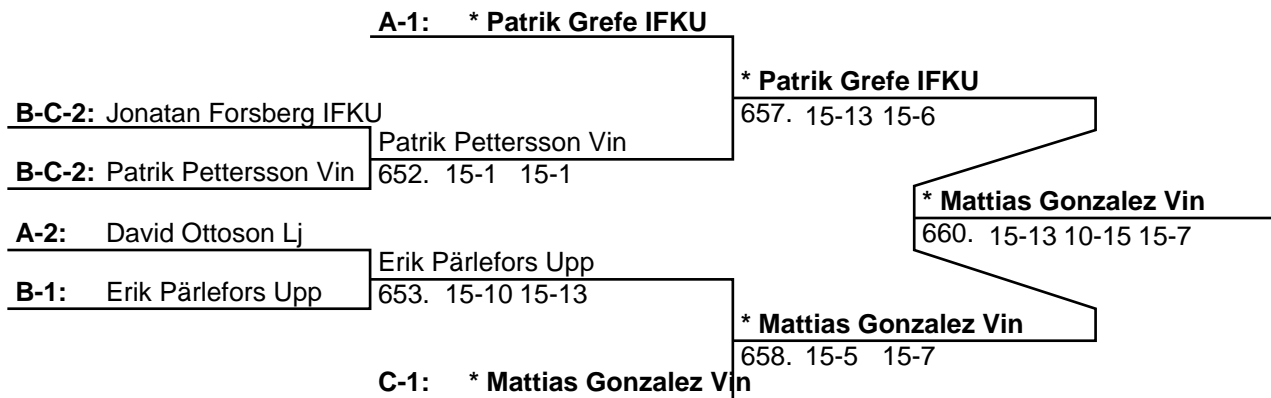 A-1: * Patrik Grefe IFKU
* Patrik Grefe IFKU
B-C-2: Jonatan Forsberg IFKU
657. 15-13 15-6
Patrik Pettersson Vin
B-C-2: Patrik Pettersson Vin
652. 15-1 15-1
* Mattias Gonzalez Vin
A-2: David Ottoson Lj
660. 15-13 10-15 15-7
Erik Pärlefors Upp
B-1: Erik Pärlefors Upp
653. 15-10 15-13
* Mattias Gonzalez Vin
658. 15-5 15-7
C-1: * Mattias Gonzalez Vin